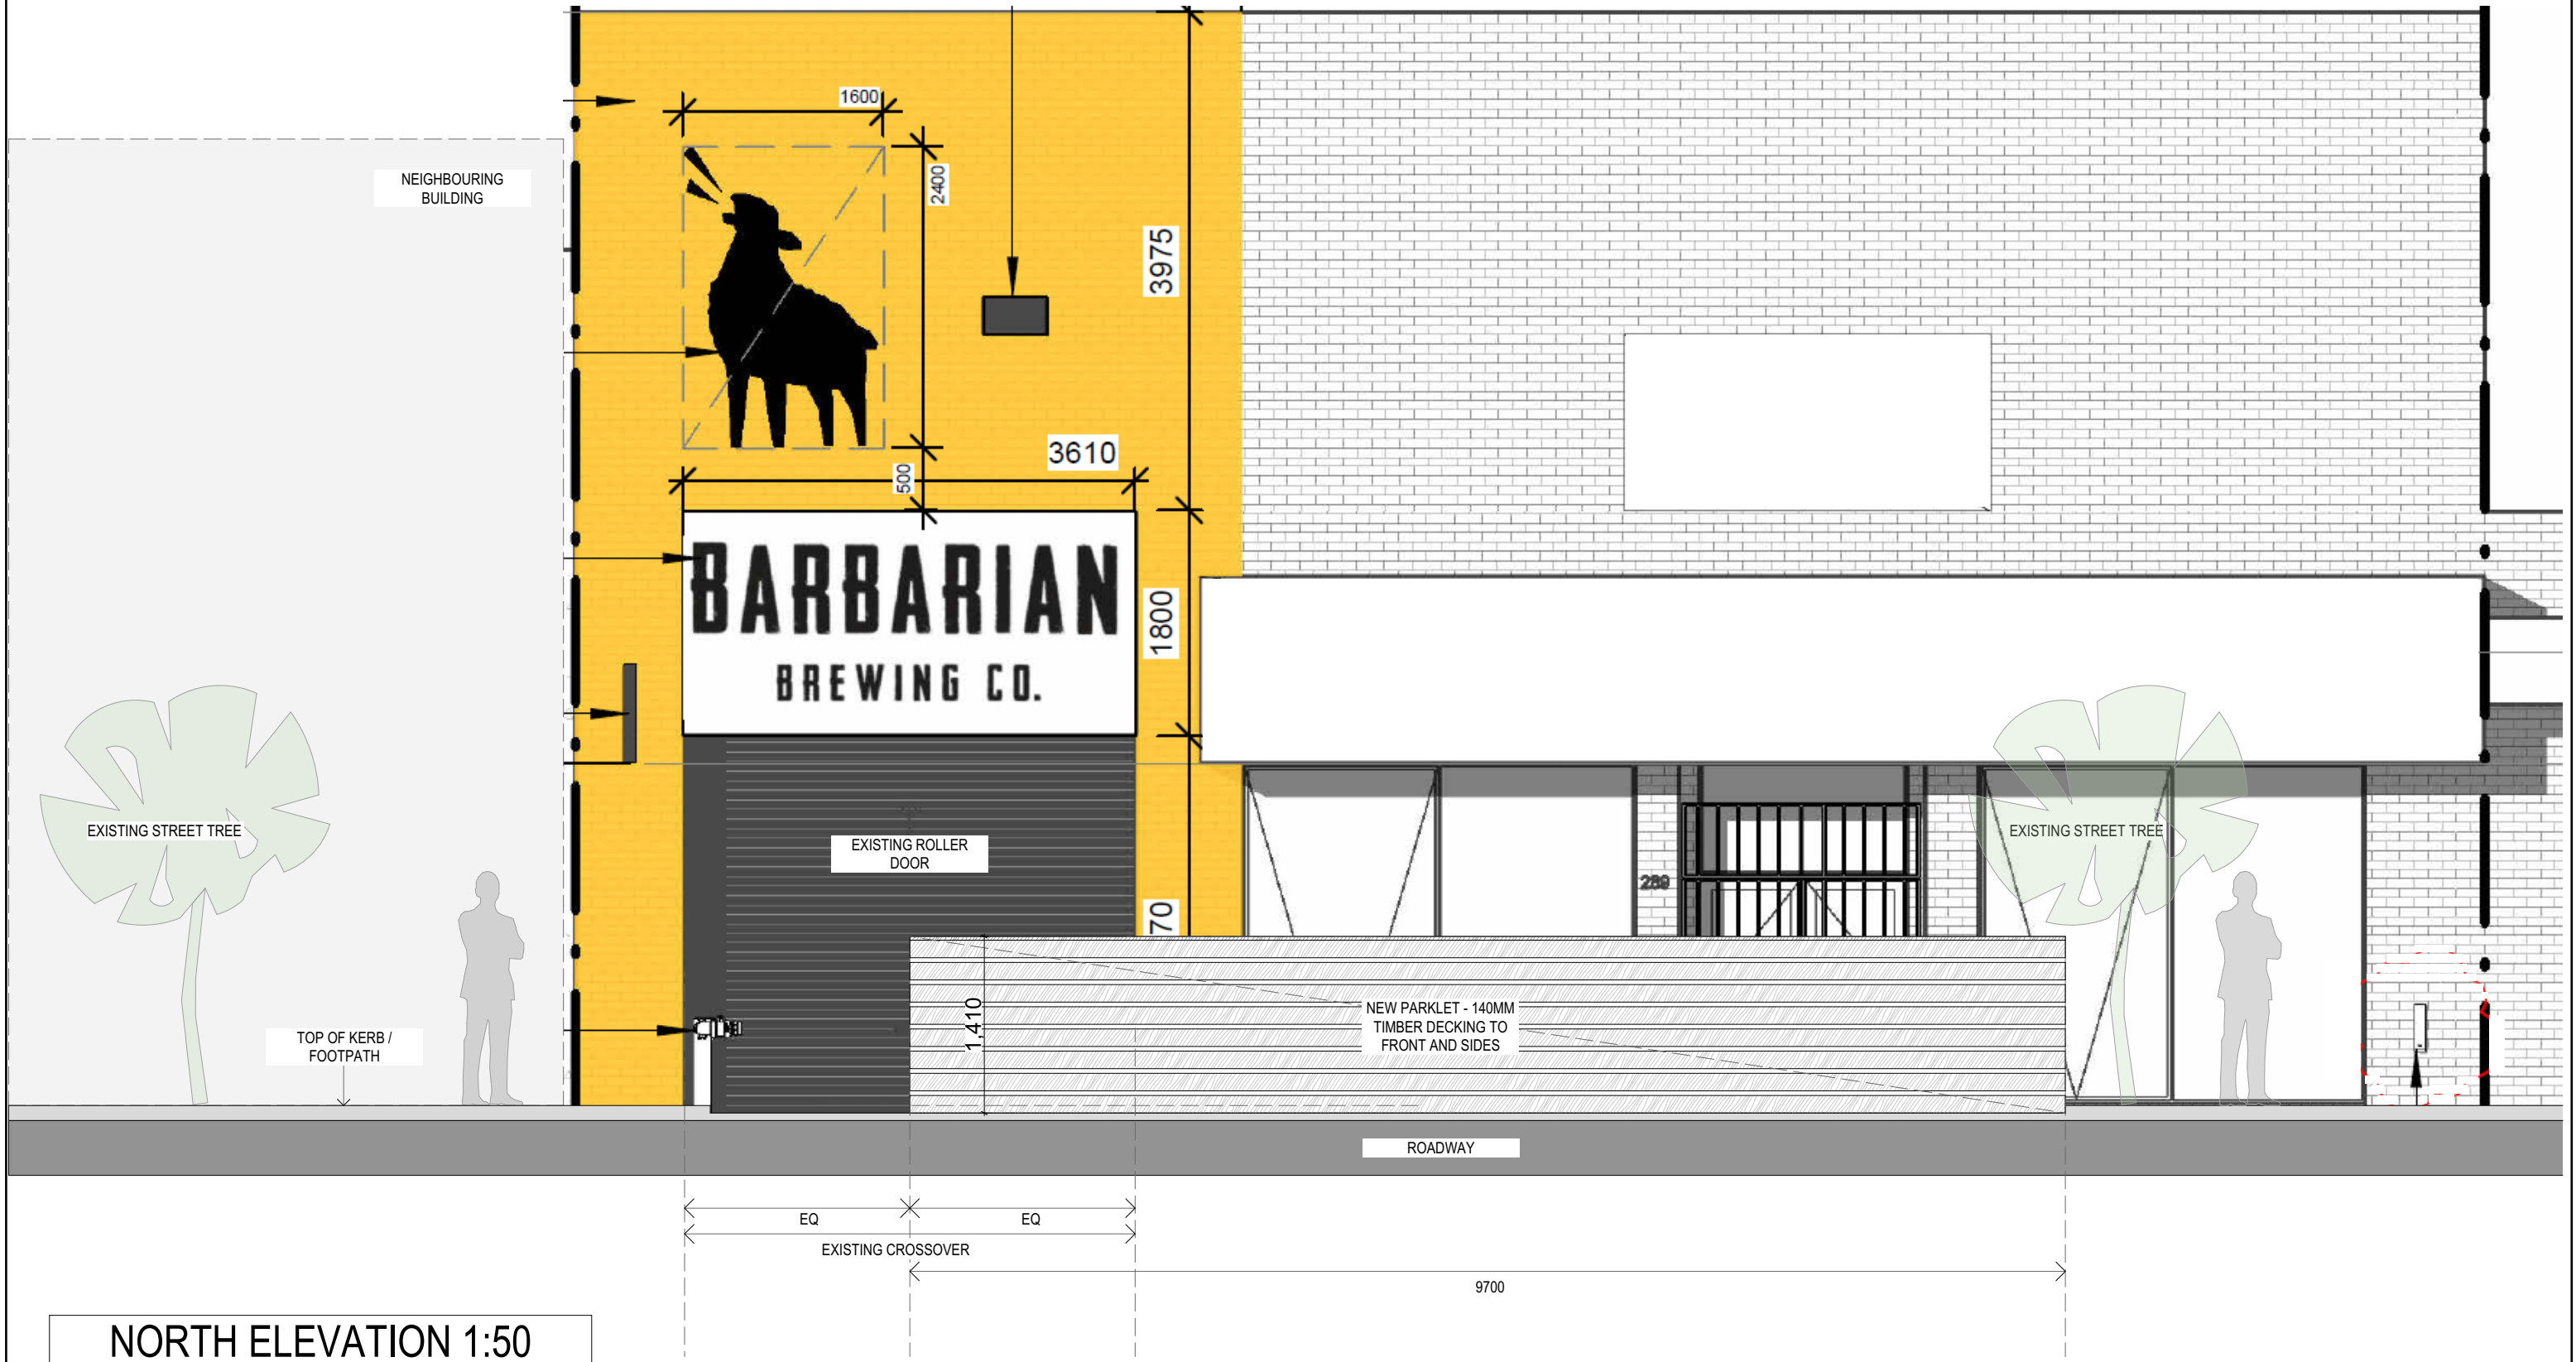 1600
2400
NEIGHBOURING
BUILDING
3975
3610
500
BARBARIAN
BREWING CO.
1800
EXISTING STREET TREE
EXISTING STREET TREE
EXISTING ROLLER
DOOR
289
70
1,410
NEW PARKLET - 140MM
TIMBER DECKING TO
FRONT AND SIDES
TOP OF KERB /
FOOTPATH
ROADWAY
EQ
EQ
EXISTING CROSSOVER
9700
NORTH ELEVATION 1:50